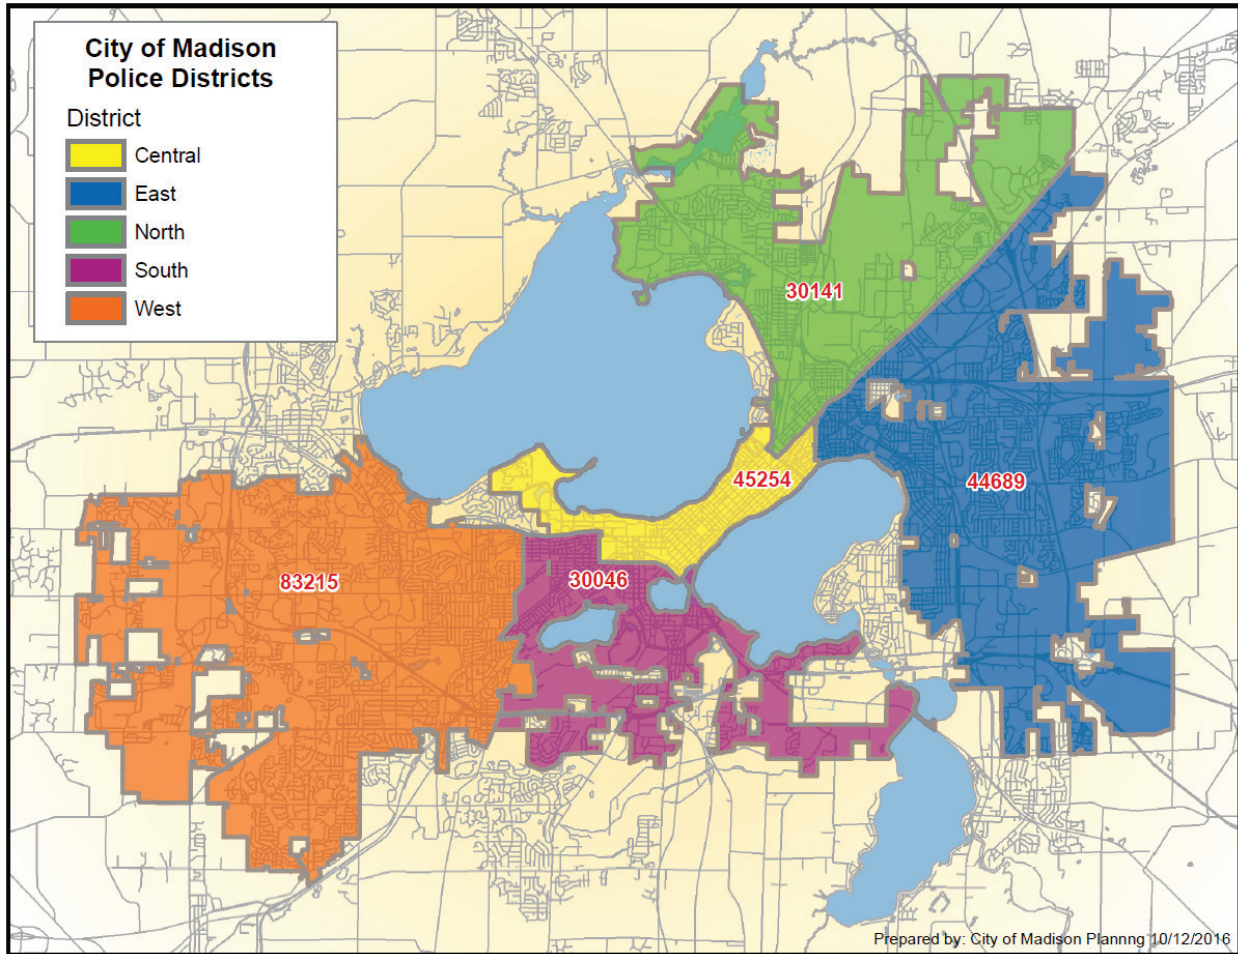 City of Madison
Police Districts
District
Central
East
North
South
West
30141
45254
44689
83215
30046
Prepared by: City of Madison Plannng 10/12/2016